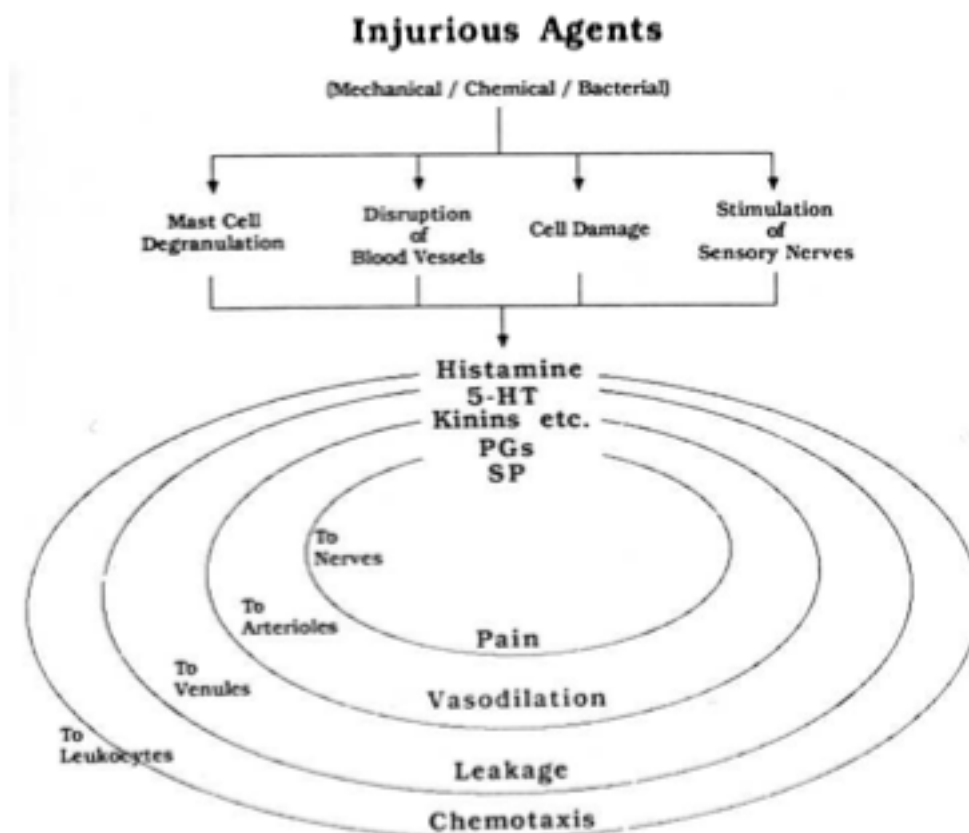 Injurious Agents
(Mechanical / Chemical / Bacterial)
Mast Cell
Degranulation
Disruption
of
Blood Vessels
Cell Damage
Stimulation
of
Sensory Nerves
Histamine
5-HT
Kinins etc.
PGs
SP
To
Nerves
To
Arterioles
Pain
To
Venules
Vasodilation
To
Leukocytes
Leakage
Chemotaxis